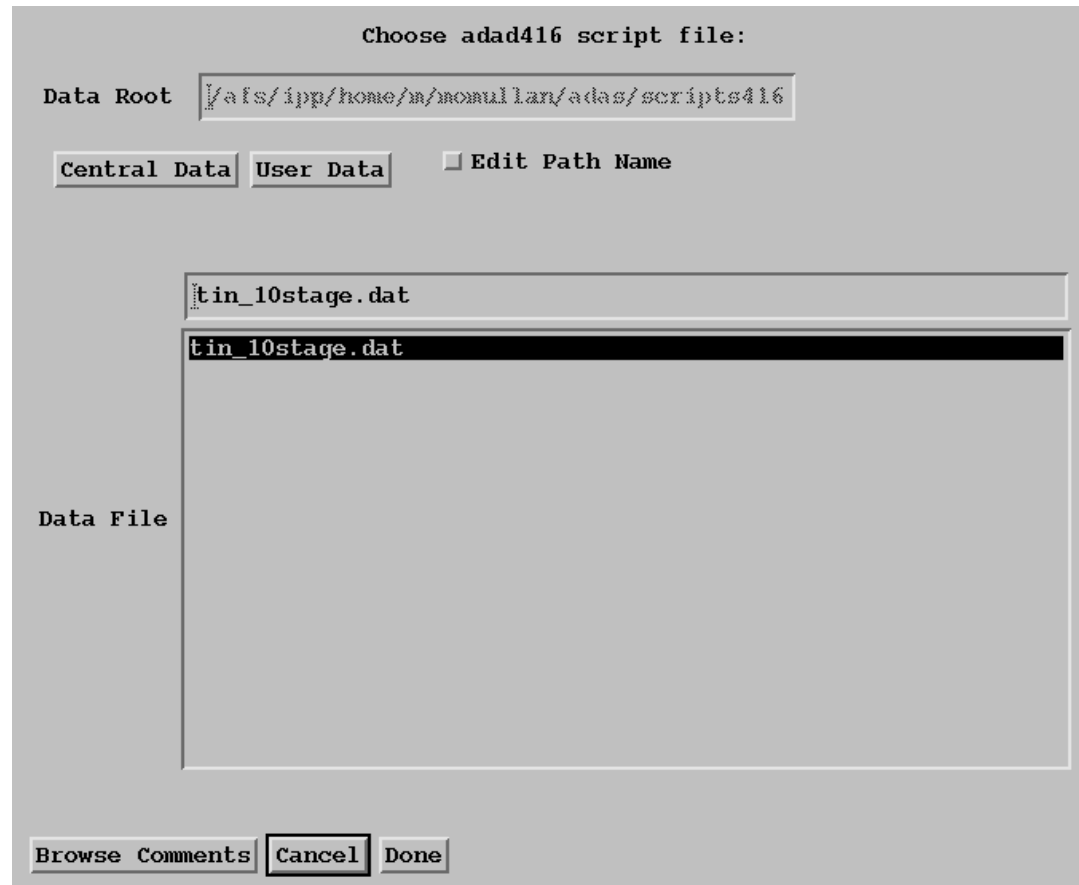 Choose adad416 script file:
Data Root /afs/ipp/home/m/momullan/adas/scripts416
Central Data User Data Edit Path Name
tin_10stage.dat
tin_10stage.dat
Data File
Browse Comments Cancel Done